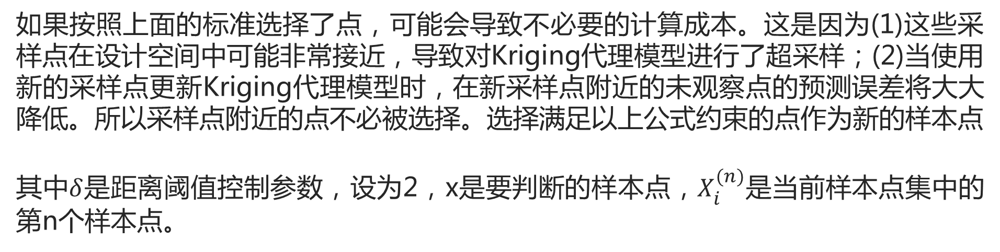 如果按照上面的标准选择了点，可能会导致不必要的计算成本。这是因为(1)这些采
样点在设计空间中可能非常接近，导致对Kriging代理模型进行了超采样；(2)当使用
新的采样点更新Kriging代理模型时，在新采样点附近的未观察点的预测误差将大大
降低。所以采样点附近的点不必被选择。选择满足以上公式约束的点作为新的样本点
其中δ是距离阈值控制参数，设为2，x是要判断的样本点，$X_i^{(n)}$是当前样本点集中的
第n个样本点。